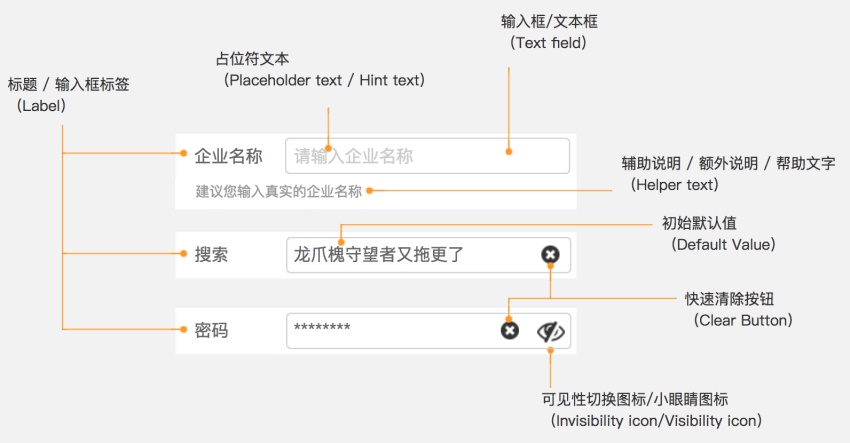 输入框/文本框
（Text field）
占位符文本
（Placeholder text / Hint text）
标题 / 输入框标签
（Label）
企业名称
请输入企业名称
建议您输入真实的企业名称
辅助说明 / 额外说明 / 帮助文字
（Helper text）
初始默认值
（Default Value）
搜索
龙爪槐守望者又拖更了
快速清除按钮
（Clear Button）
密码
********
可见性切换图标/小眼睛图标
（Invisibility icon/Visibility icon）